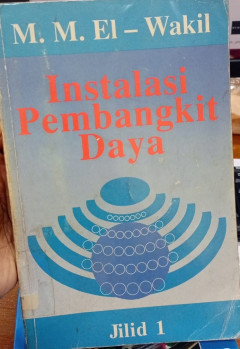 M. M. El – Wakil
Instalasi
Pembangkit
Daya
Jilid 1